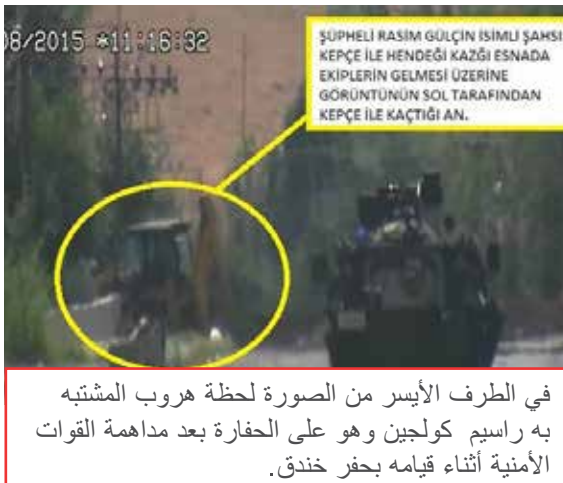 08/2015 *11:16:32
ŞÜPHELİ RASİM GÜLÇİN İSİMLİ ŞAHSI
KEPÇE İLE HENDEĞİ KAZĞI ESNADA
EKİPLERİN GELMESİ ÜZERİNE
GÖRÜNTÜNÜN SOL TARAFINDAN
KEPÇE İLE KAÇTIĞI AN.
في الطرف الأيسر من الصورة لحظة هروب المشتبه
به راسيم كولجين وهو على الحفارة بعد مداهمة القوات
الأمنية أثناء قيامه بحفر خندق.